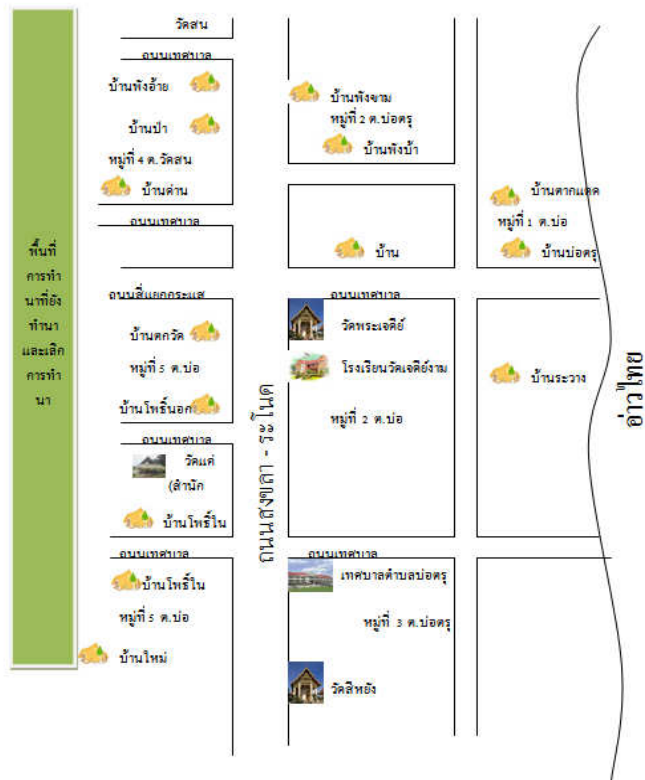 วัดสน
ถนนเทศบาล
บ้านพังอ้าย
บ้านป่า
หมู่ที่ 4 ต.วัดสน
บ้านด่าน
ถนนเทศบาล
ถนนสี่แยกกระแส
บ้านตกวัด
หมู่ที่ 5 ต.บ่อ
บ้านโพธิ์นอก
ถนนเทศบาล
วัดแค่
(สำนัก
บ้านโพธิ์ใน
ถนนเทศบาล
บ้านโพธิ์ใน
หมู่ที่ 5 ต.บ่อ
บ้านใหม่
พื้นที่
การทำ
นาที่ยัง
ทำนา
และเลิก
การทำ
นา
ถนนสงขลา - ระโนด
บ้านพังขาม
หมู่ที่ 2 ต.บ่อตรุ
บ้านพังบ้า
บ้าน
ถนนเทศบาล
วัดพระเจดีย์
โรงเรียนวัดเจดีย์งาม
หมู่ที่ 2 ต.บ่อ
ถนนเทศบาล
เทศบาลตำบลบ่อตรุ
หมู่ที่ 3 ต.บ่อตรุ
วัดสีหยัง
บ้านตากแดด
หมู่ที่ 1 ต.บ่อ
บ้านบ่อตรุ
บ้านระวาง
อ่าวไทย